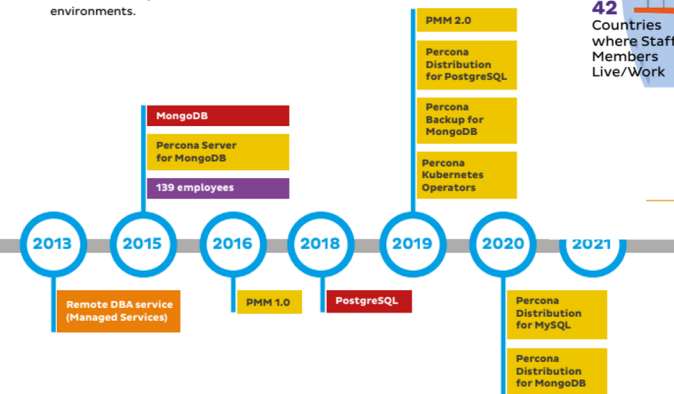 environments.
42
Countries
where Staff
Members
Live/Work
PMM 2.0
Percona
Distribution
for PostgreSQL
Percona
Backup for
MongoDB
Percona
Kubernetes
Operators
MongoDB
Percona Server
for MongoDB
139 employees
2013
2015
2016
2018
2019
2020
2021
Remote DBA service
(Managed Services)
PMM 1.0
PostgreSQL
Percona
Distribution
for MySQL
Percona
Distribution
for MongoDB